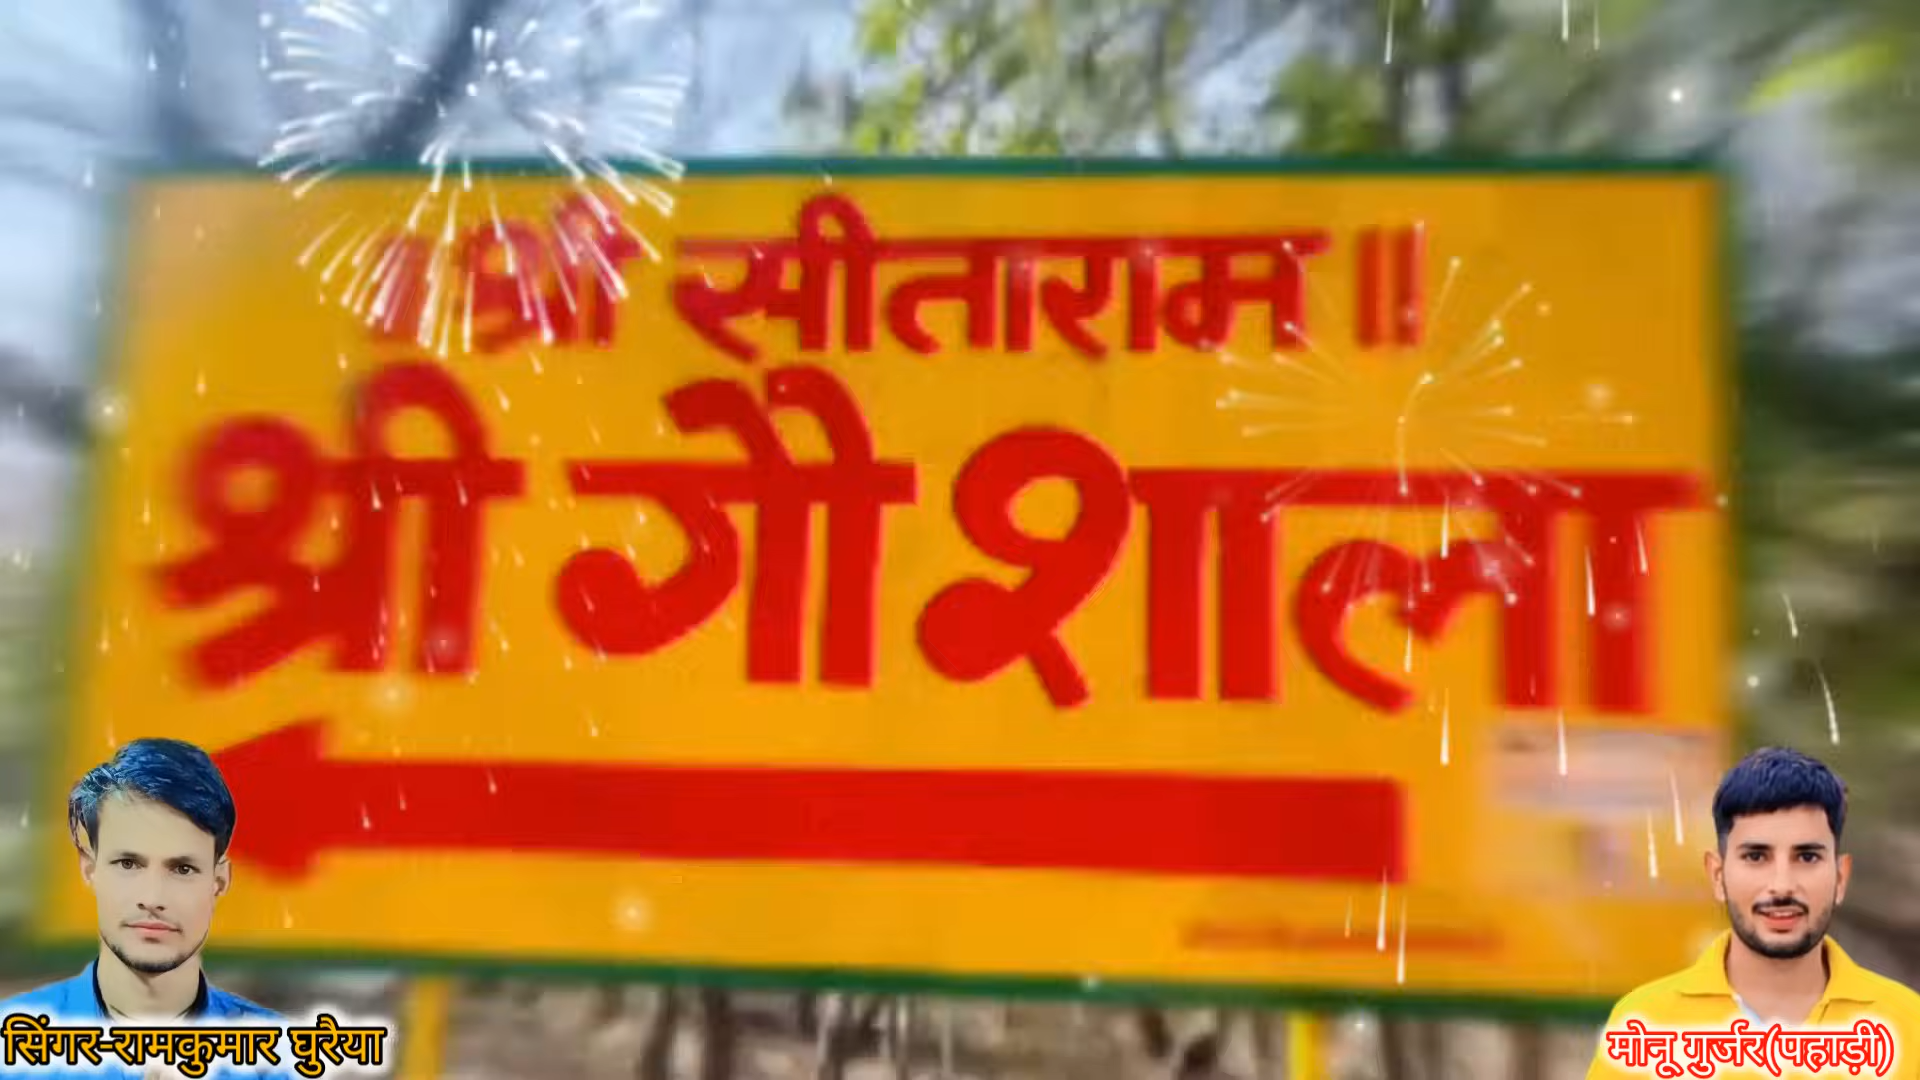 ॥ श्री सीताराम ॥
श्री गौ शाला
सिंगर-रामकुमार घुरैया
मोनू गुर्जर(पहाड़ी)